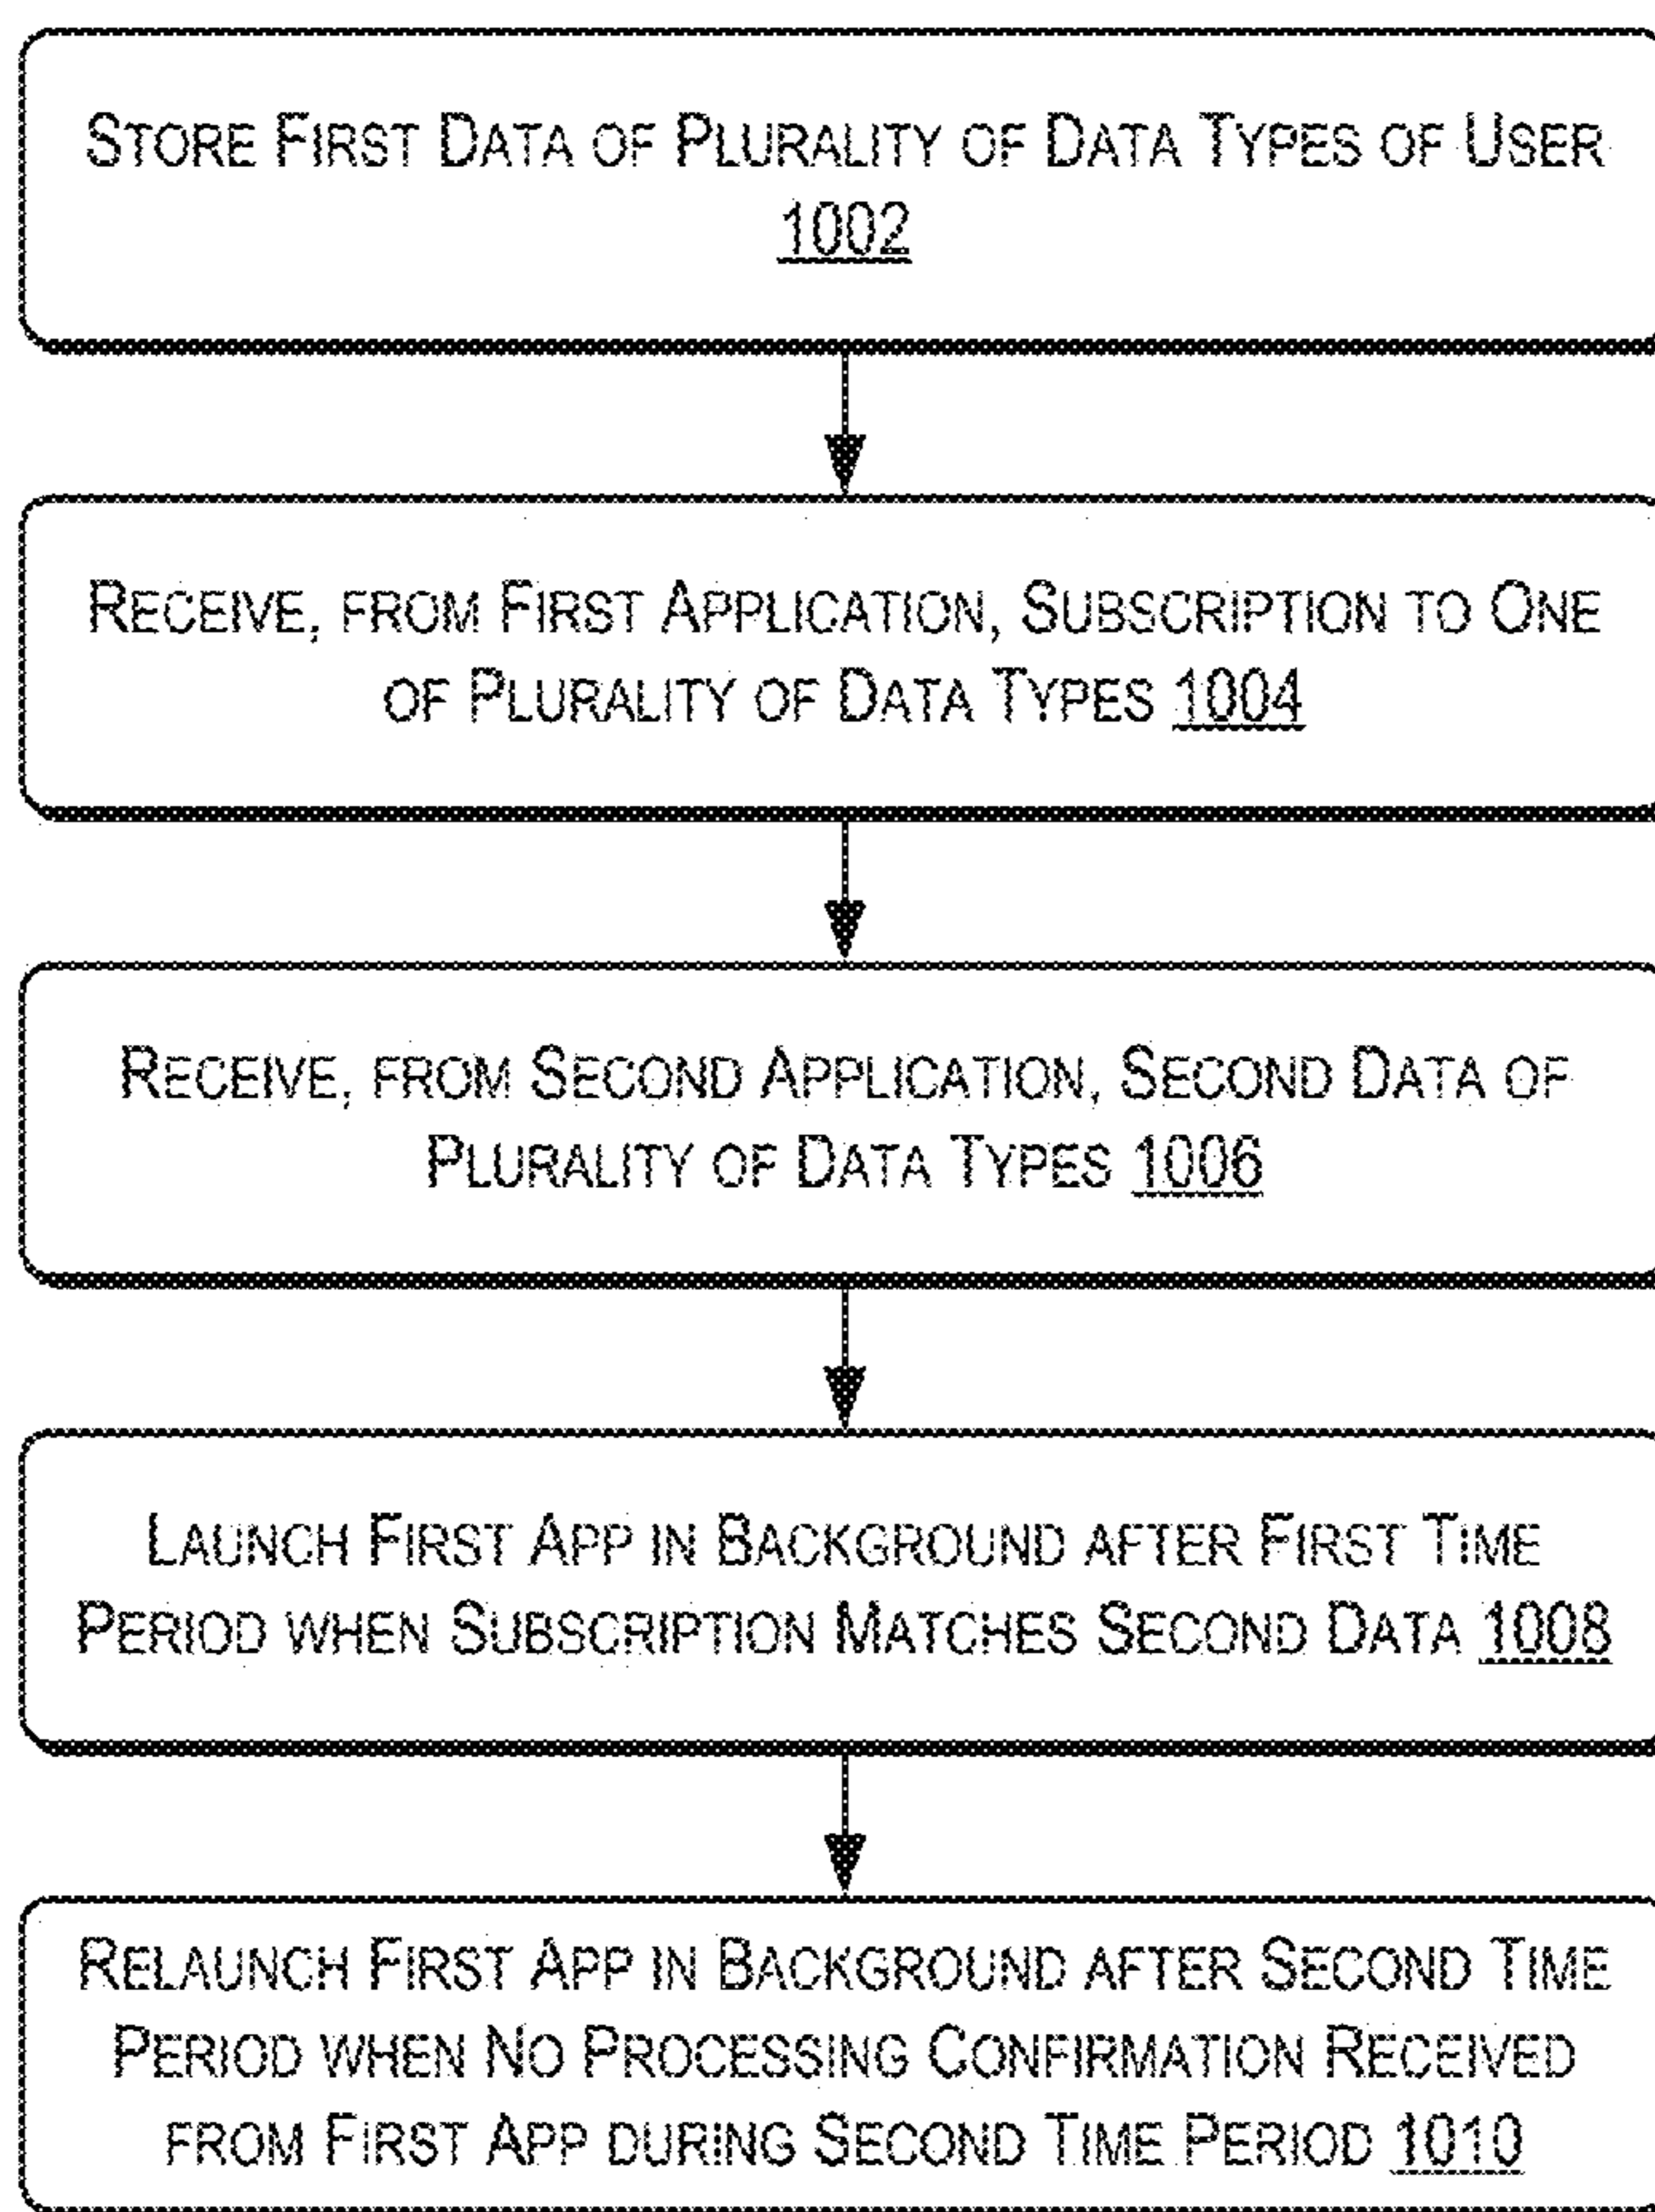 STORE FIRST DATA OF PLURALITY OF DATA TYPES OF USER
1002
RECEIVE, FROM FIRST APPLICATION, SUBSCRIPTION TO ONE
OF PLURALITY OF DATA TYPES 1004
RECEIVE, FROM SECOND APPLICATION, SECOND DATA OF
PLURALITY OF DATA TYPES 1006
LAUNCH FIRST APP IN BACKGROUND AFTER FIRST TIME
PERIOD WHEN SUBSCRIPTION MATCHES SECOND DATA 1008
RELAUNCH FIRST APP IN BACKGROUND AFTER SECOND TIME
PERIOD WHEN NO PROCESSING CONFIRMATION RECEIVED
FROM FIRST APP DURING SECOND TIME PERIOD 1010